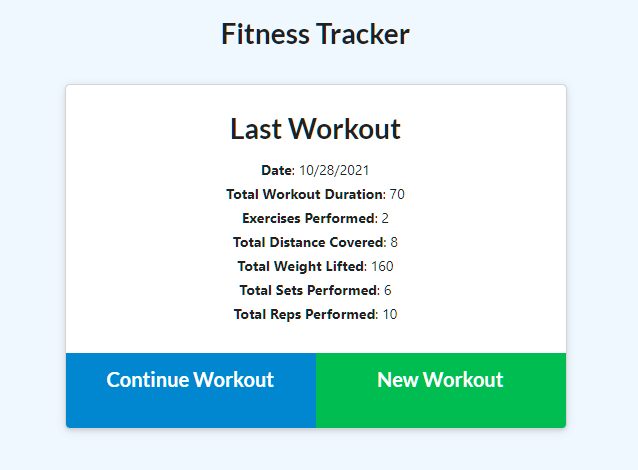 Fitness Tracker
Last Workout
Date: 10/28/2021
Total Workout Duration: 70
Exercises Performed: 2
Total Distance Covered: 8
Total Weight Lifted: 160
Total Sets Performed: 6
Total Reps Performed: 10
Continue Workout
New Workout